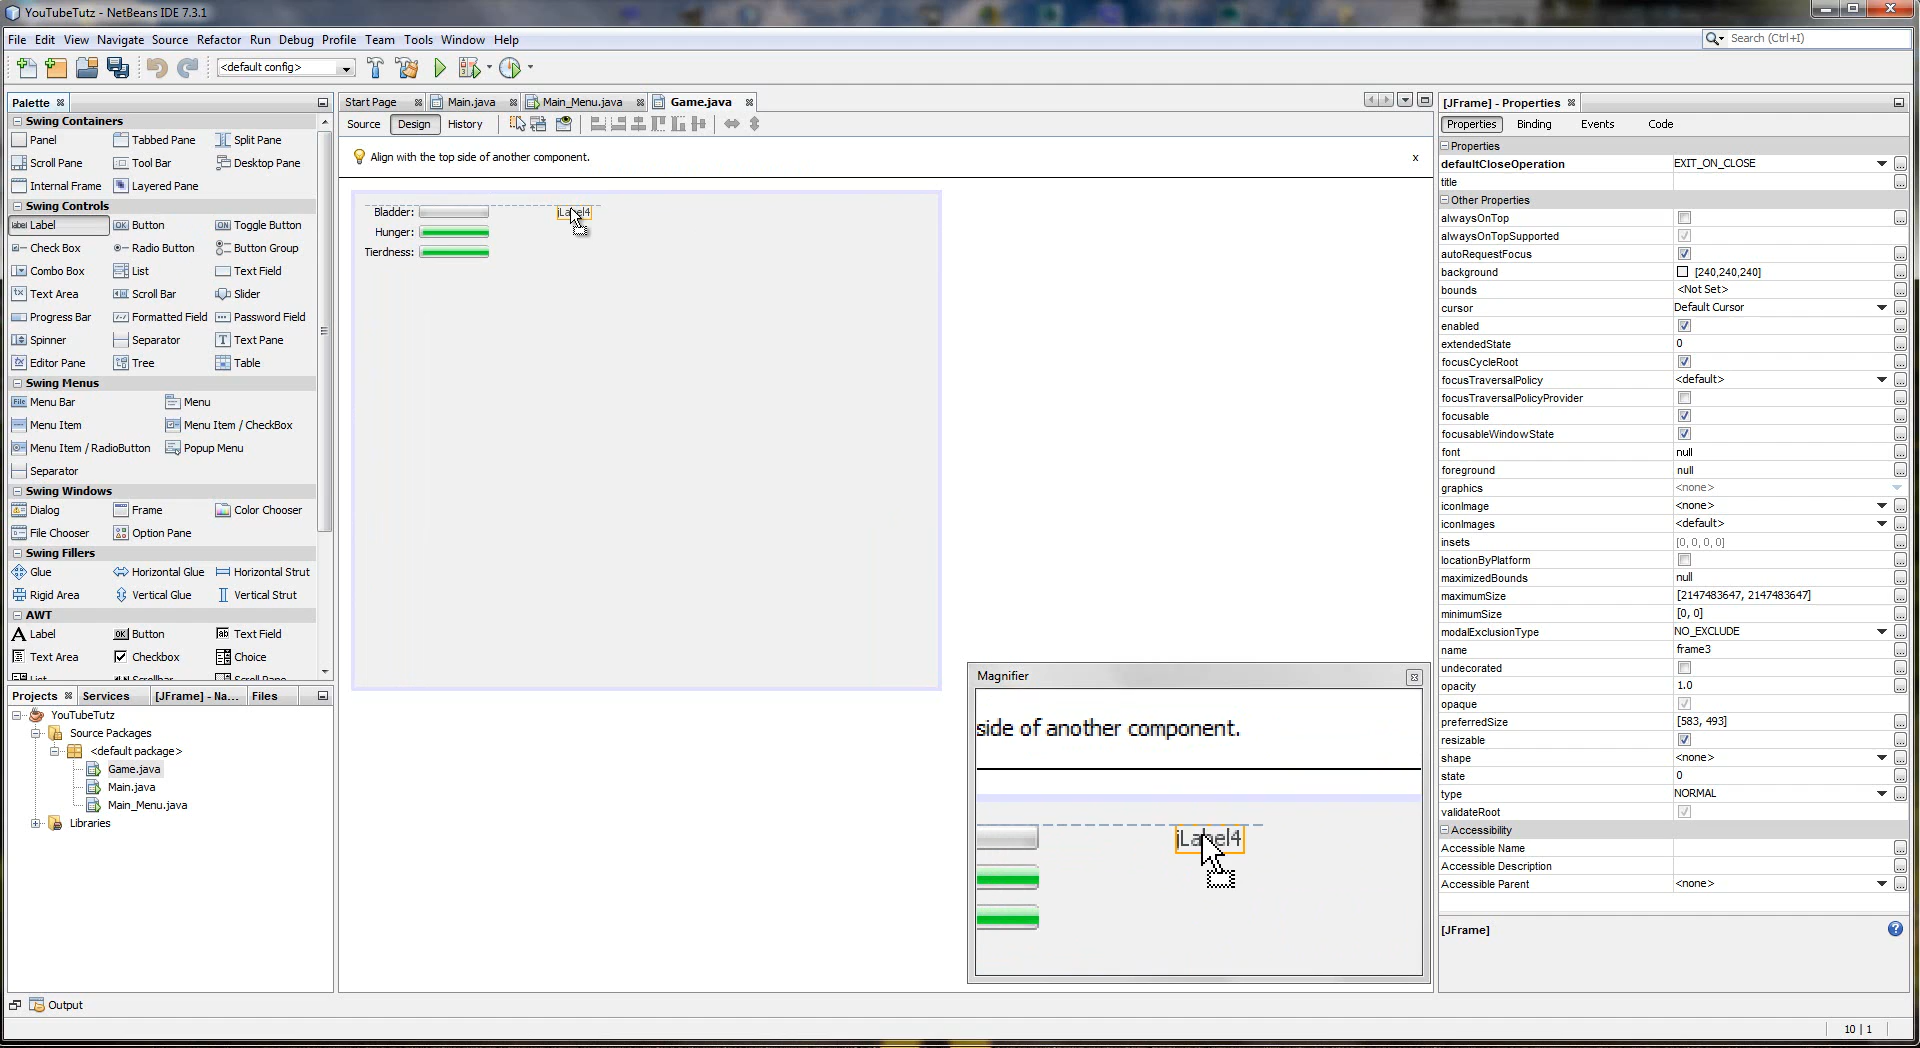 YouTubeTutz - NetBeans IDE 7.3.1
File Edit View Navigate Source Refactor Run Debug Profile Team Tools Window Help
Search (Ctrl+I)
<default config>
Palette
Swing Containers
Panel Tabbed Pane Split Pane
Scroll Pane Tool Bar Desktop Pane
Internal Frame Layered Pane
Swing Controls
label Label OK Button ON Toggle Button
Check Box Radio Button Button Group
Combo Box List Text Field
Text Area Scroll Bar Slider
Progress Bar Formatted Field Password Field
Spinner Separator Text Pane
Editor Pane Tree Table
Swing Menus
File Menu Bar Menu
Menu Item Menu Item / CheckBox
Menu Item / RadioButton Popup Menu
Separator
Swing Windows
Dialog Frame Color Chooser
File Chooser Option Pane
Swing Fillers
Glue Horizontal Glue Horizontal Strut
Rigid Area Vertical Glue Vertical Strut
AWT
A Label OK Button ab Text Field
Text Area Checkbox Choice
Projects Services [JFrame] - Na... Files
YouTubeTutz
Source Packages
<default package>
Game.java
Main.java
Main_Menu.java
Libraries
Start Page Main.java Main_Menu.java Game.java
Source Design History
Align with the top side of another component.
x
Bladder:
jLabel4
Hunger:
Tierdness:
Magnifier
side of another component.
jLabel4
[JFrame] - Properties
Properties Binding Events Code
Properties
defaultCloseOperation EXIT_ON_CLOSE
title
Other Properties
alwaysOnTop
alwaysOnTopSupported
autoRequestFocus
background [240,240,240]
bounds <Not Set>
cursor Default Cursor
enabled
extendedState 0
focusCycleRoot
focusTraversalPolicy <default>
focusTraversalPolicyProvider
focusable
focusableWindowState
font null
foreground null
graphics <none>
iconImage <none>
iconImages <default>
insets [0, 0, 0, 0]
locationByPlatform
maximizedBounds null
maximumSize [2147483647, 2147483647]
minimumSize [0, 0]
modalExclusionType NO_EXCLUDE
name frame3
undecorated
opacity 1.0
opaque
preferredSize [583, 493]
resizable
shape <none>
state 0
type NORMAL
validateRoot
Accessibility
Accessible Name
Accessible Description
Accessible Parent <none>
[JFrame]
Output
10 | 1